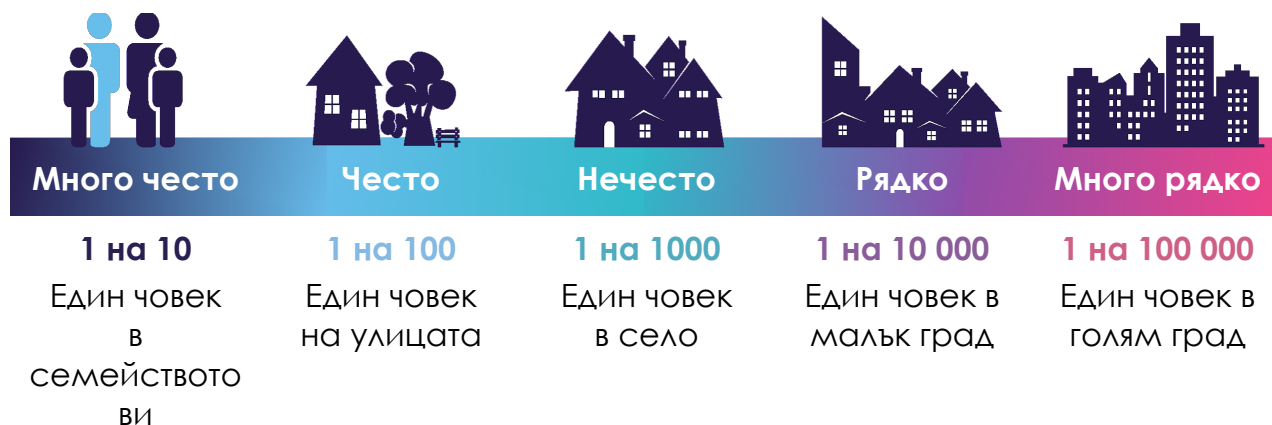 Много често
Често
Нечесто
Рядко
Много рядко
1 на 10
1 на 100
1 на 1000
1 на 10 000
1 на 100 000
Един човек
в
семейството
ви
Един човек
на улицата
Един човек
в село
Един човек в
малък град
Един човек в
голям град